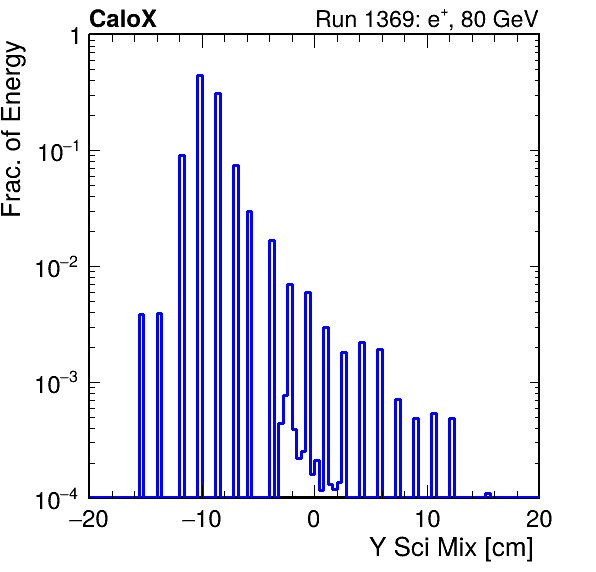 CaloX Run 1369: e⁺, 80 GeV
Frac. of Energy
1
10⁻¹
10⁻²
10⁻³
10⁻⁴
−20 −10 0 10 20
Y Sci Mix [cm]